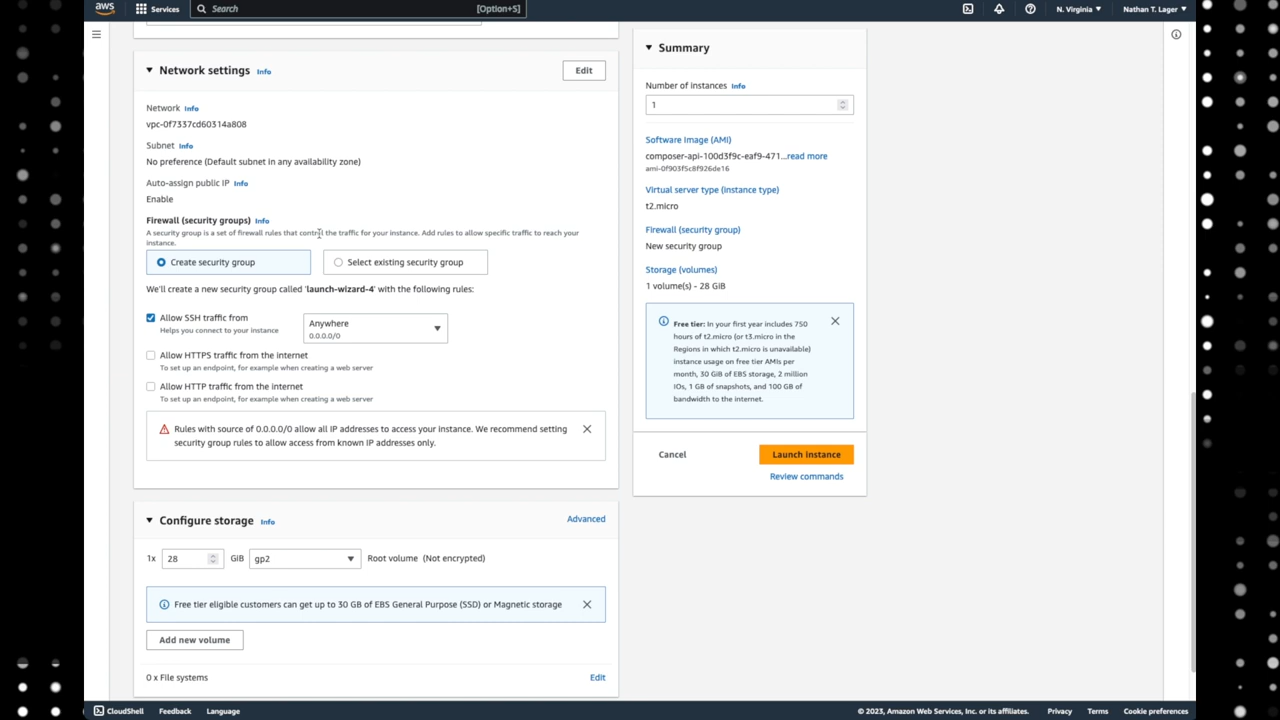 aws
Services
Search
[Option+S]
N. Virginia
Nathan T. Lager
Network settings Info
Edit
Network Info
vpc-0f7337cd60314a808
Subnet Info
No preference (Default subnet in any availability zone)
Auto-assign public IP Info
Enable
Firewall (security groups) Info
A security group is a set of firewall rules that control the traffic for your instance. Add rules to allow specific traffic to reach your
instance.
Create security group
Select existing security group
We'll create a new security group called 'launch-wizard-4' with the following rules:
Allow SSH traffic from
Helps you connect to your instance
Anywhere
0.0.0.0/0
Allow HTTPS traffic from the internet
To set up an endpoint, for example when creating a web server
Allow HTTP traffic from the internet
To set up an endpoint, for example when creating a web server
Rules with source of 0.0.0.0/0 allow all IP addresses to access your instance. We recommend setting
security group rules to allow access from known IP addresses only.
Configure storage Info
Advanced
1x 28 GiB gp2 Root volume (Not encrypted)
Free tier eligible customers can get up to 30 GB of EBS General Purpose (SSD) or Magnetic storage
Add new volume
0 x File systems
Edit
Summary
Number of instances Info
1
Software Image (AMI)
composer-api-100d3f9c-eaf9-471...read more
ami-0f903f5c8f926de16
Virtual server type (instance type)
t2.micro
Firewall (security group)
New security group
Storage (volumes)
1 volume(s) - 28 GiB
Free tier: In your first year includes 750
hours of t2.micro (or t3.micro in the
Regions in which t2.micro is unavailable)
instance usage on free tier AMIs per
month, 30 GiB of EBS storage, 2 million
IOs, 1 GB of snapshots, and 100 GB of
bandwidth to the internet.
Cancel
Launch instance
Review commands
CloudShell
Feedback
Language
© 2023, Amazon Web Services, Inc. or its affiliates.
Privacy
Terms
Cookie preferences